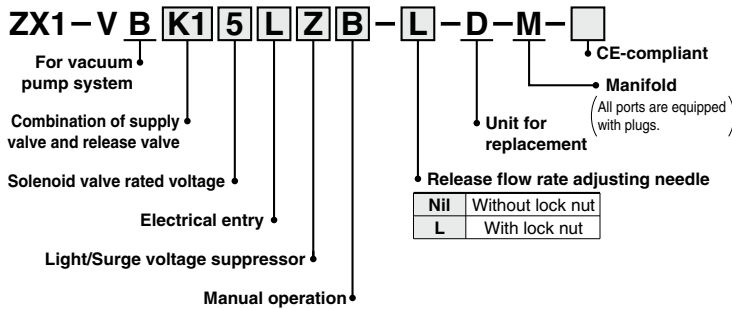 ZX1-V B K1 5 L Z B - L - D - M -
For vacuum
pump system
CE-compliant
Manifold
(All ports are equipped
with plugs.)
Combination of supply
valve and release valve
Unit for
replacement
Solenoid valve rated voltage
Release flow rate adjusting needle
Nil Without lock nut
L With lock nut
Electrical entry
Light/Surge voltage suppressor
Manual operation